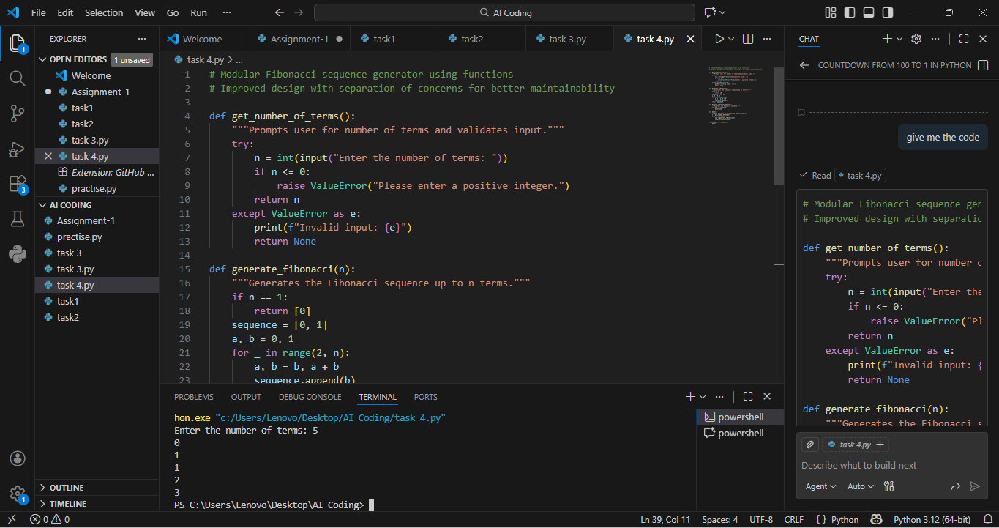 File Edit Selection View Go Run ··· AI Coding
EXPLORER ···
OPEN EDITORS 1 unsaved
Welcome
Assignment-1
task1
task2
task 3.py
task 4.py
Extension: GitHub ...
practise.py
AI CODING
Assignment-1
practise.py
task 3
task 3.py
task 4.py
task1
task2
OUTLINE
TIMELINE
1
3
1
Welcome Assignment-1 task1 task2 task 3.py task 4.py
task 4.py > ...
1 # Modular Fibonacci sequence generator using functions
2 # Improved design with separation of concerns for better maintainability
3
4 def get_number_of_terms():
5 """Prompts user for number of terms and validates input."""
6 try:
7 n = int(input("Enter the number of terms: "))
8 if n <= 0:
9 raise ValueError("Please enter a positive integer.")
10 return n
11 except ValueError as e:
12 print(f"Invalid input: {e}")
13 return None
14
15 def generate_fibonacci(n):
16 """Generates the Fibonacci sequence up to n terms."""
17 if n == 1:
18 return [0]
19 sequence = [0, 1]
20 a, b = 0, 1
21 for _ in range(2, n):
22 a, b = b, a + b
23 sequence.append(b)
PROBLEMS OUTPUT DEBUG CONSOLE TERMINAL PORTS
hon.exe "c:/Users/Lenovo/Desktop/AI Coding/task 4.py"
Enter the number of terms: 5
0
1
1
2
3
PS C:\Users\Lenovo\Desktop\AI Coding>
powershell
powershell
CHAT
COUNTDOWN FROM 100 TO 1 IN PYTHON
give me the code
Read task 4.py
# Modular Fibonacci sequence gen
# Improved design with separatio
def get_number_of_terms():
"""Prompts user for number o
try:
n = int(input("Enter the
if n <= 0:
raise ValueError("Pl
return n
except ValueError as e:
print(f"Invalid input: {
return None
def generate_fibonacci(n):
"""Generates the Fibonacci s
task 4.py
Describe what to build next
Agent Auto
0 0 Ln 39, Col 11 Spaces: 4 UTF-8 CRLF {} Python Python 3.12 (64-bit)